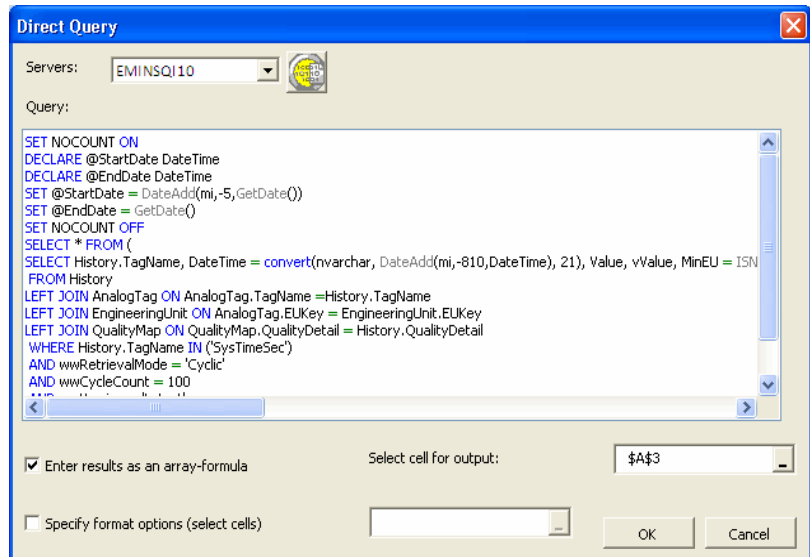 Direct Query
Servers: EMINSQl10
Query:
SET NOCOUNT ON
DECLARE @StartDate DateTime
DECLARE @EndDate DateTime
SET @StartDate = DateAdd(mi,-5,GetDate())
SET @EndDate = GetDate()
SET NOCOUNT OFF
SELECT * FROM (
SELECT History.TagName, DateTime = convert(nvarchar, DateAdd(mi,-810,DateTime), 21), Value, vValue, MinEU = ISN
FROM History
LEFT JOIN AnalogTag ON AnalogTag.TagName =History.TagName
LEFT JOIN EngineeringUnit ON AnalogTag.EUKey = EngineeringUnit.EUKey
LEFT JOIN QualityMap ON QualityMap.QualityDetail = History.QualityDetail
WHERE History.TagName IN ('SysTimeSec')
AND wwRetrievalMode = 'Cyclic'
AND wwCycleCount = 100
Enter results as an array-formula
Select cell for output: $A$3
Specify format options (select cells)
OK Cancel